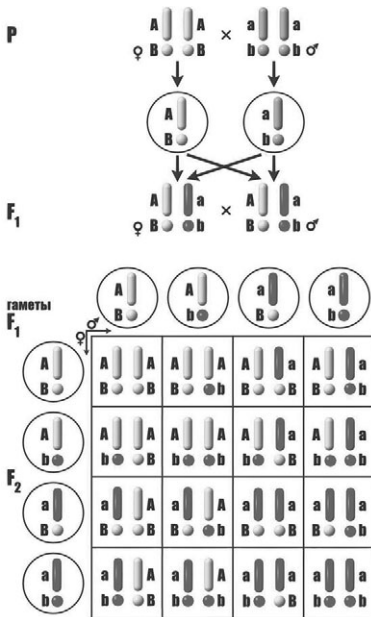 A A a a
P ×
♀ B B b b ♂
A a
B b
A a A a
F₁ ×
♀ B b B b ♂
A A a a
гаметы
B b B b
F₁ ♀ ♂
A A A A A A a A a
B B B B b B B B b
A A A A A A a A a
b b B b b b B b b
F₂
a a A a A a a a a
B B B B b B B B b
a a A a A a a a a
b b B b b b B b b